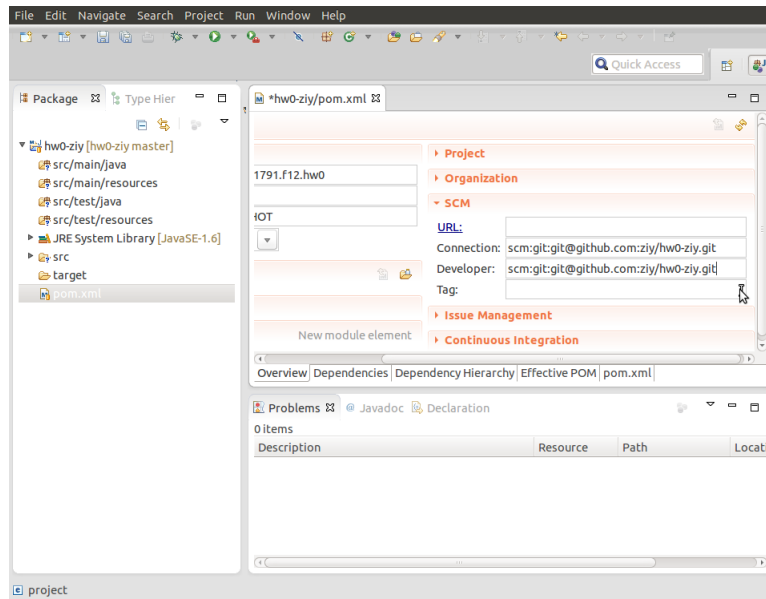 File Edit Navigate Search Project Run Window Help
Quick Access
Package Type Hier
*hw0-ziy/pom.xml
hw0-ziy [hw0-ziy master]
src/main/java
src/main/resources
src/test/java
src/test/resources
JRE System Library [JavaSE-1.6]
src
target
pom.xml
1791.f12.hw0
HOT
New module element
Project
Organization
SCM
URL:
Connection: scm:git:git@github.com:ziy/hw0-ziy.git
Developer: scm:git:git@github.com:ziy/hw0-ziy.git
Tag:
Issue Management
Continuous Integration
Overview Dependencies Dependency Hierarchy Effective POM pom.xml
Problems @ Javadoc Declaration
0 items
Description Resource Path Locat
project